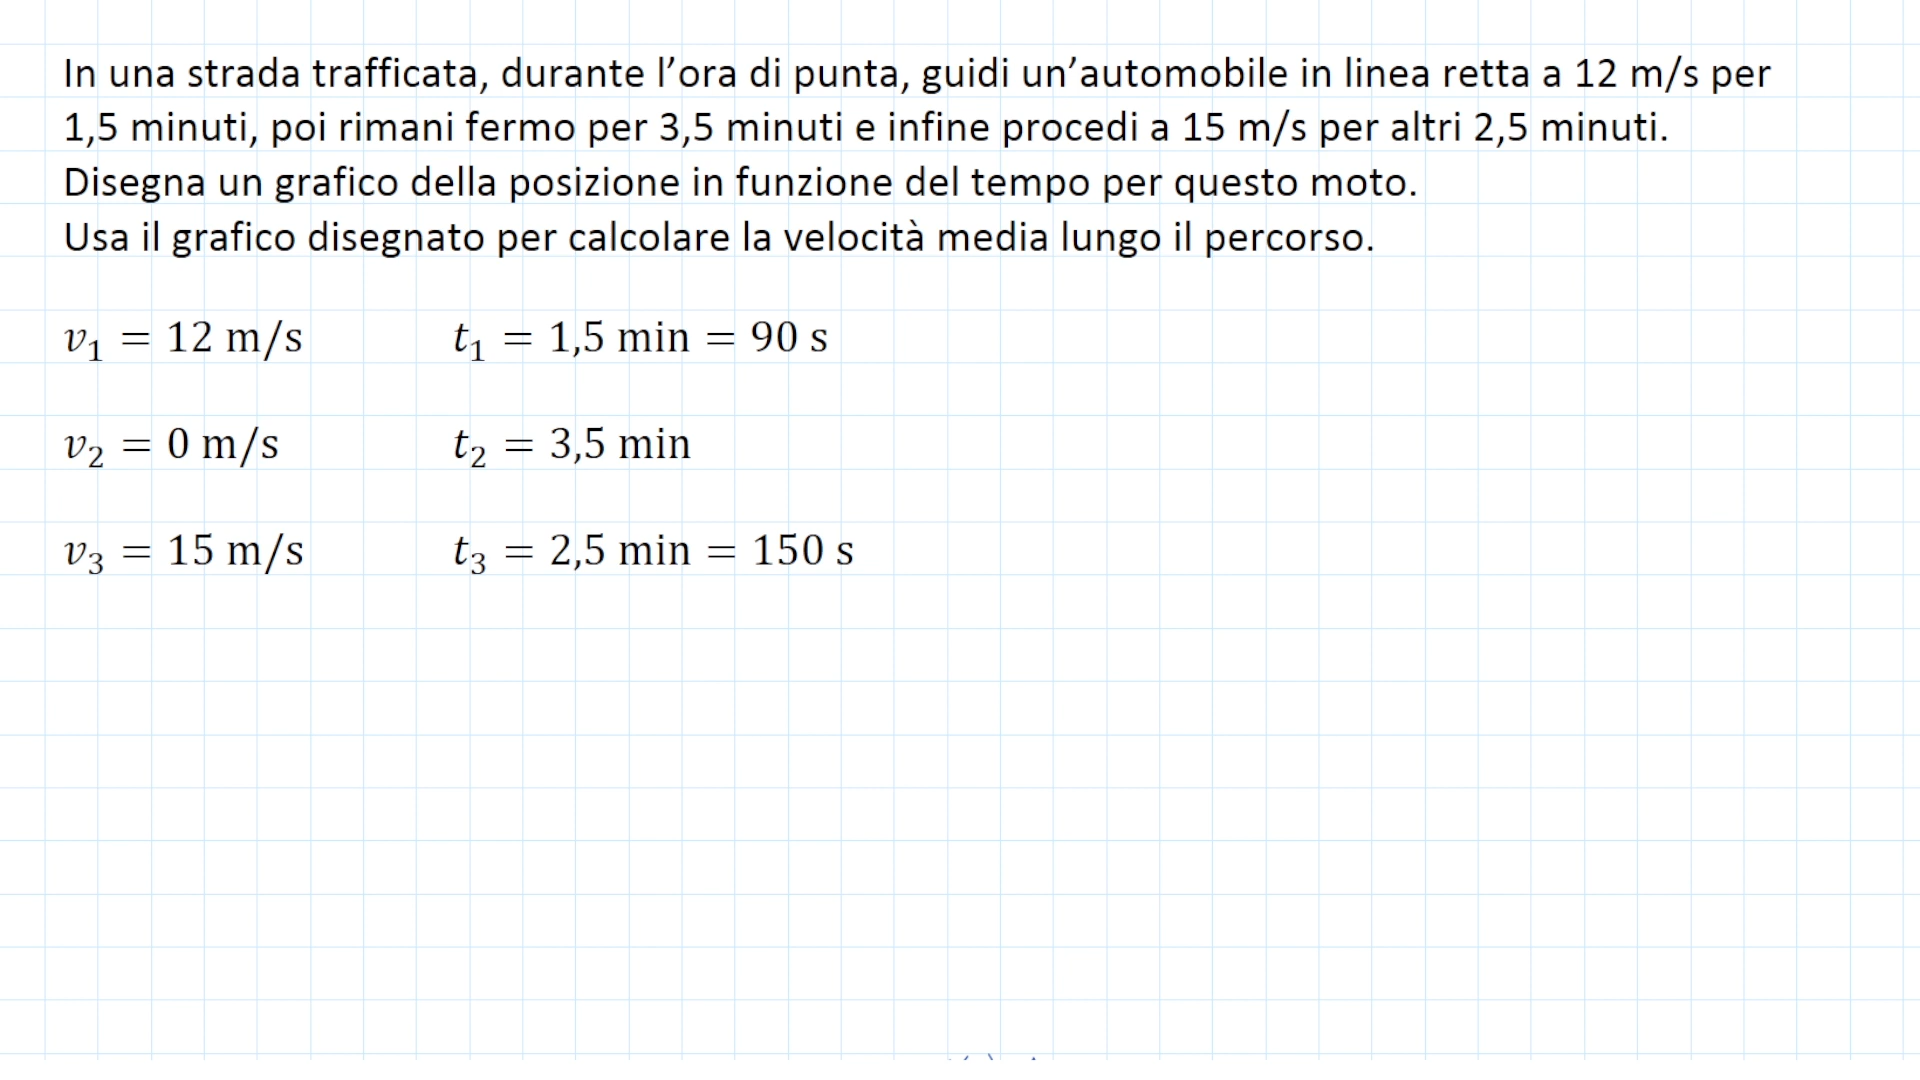 In una strada trafficata, durante l’ora di punta, guidi un’automobile in linea retta a 12 m/s per
1,5 minuti, poi rimani fermo per 3,5 minuti e infine procedi a 15 m/s per altri 2,5 minuti.
Disegna un grafico della posizione in funzione del tempo per questo moto.
Usa il grafico disegnato per calcolare la velocità media lungo il percorso.
v₁ = 12 m/s t₁ = 1,5 min = 90 s
v₂ = 0 m/s t₂ = 3,5 min
v₃ = 15 m/s t₃ = 2,5 min = 150 s